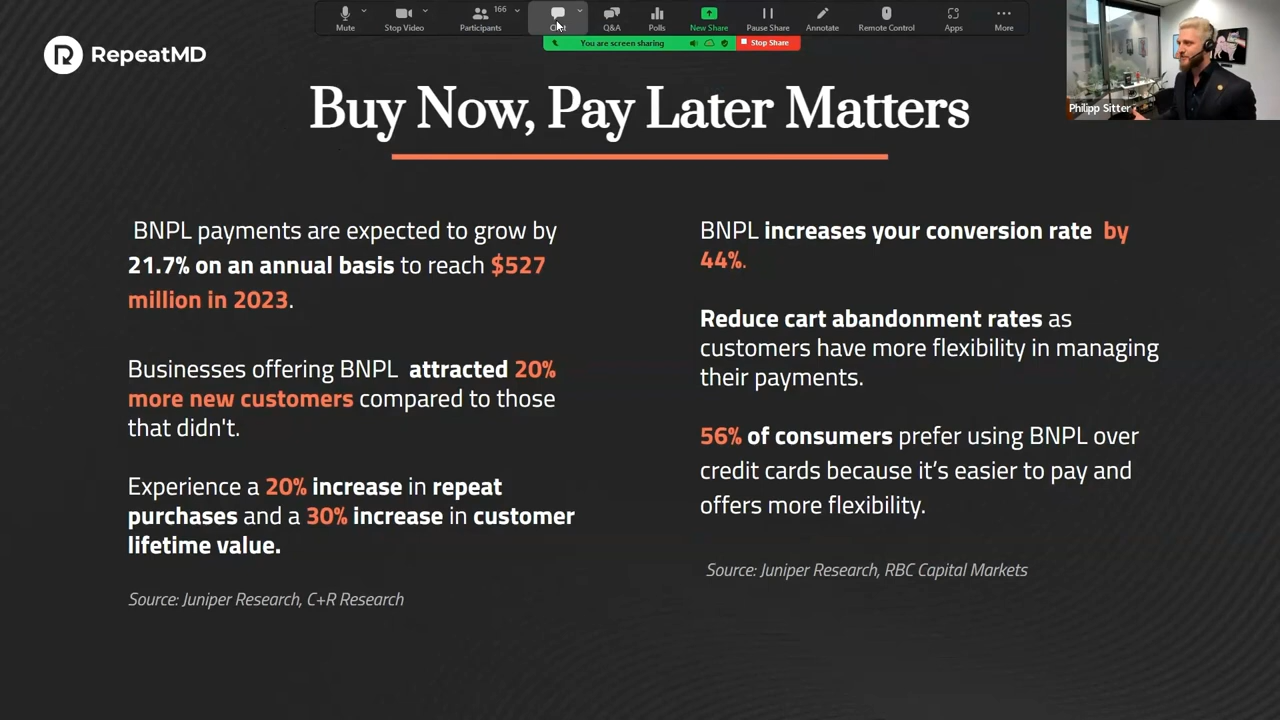 Mute
Stop Video
Participants
166
Q&A
Polls
New Share
Pause Share
Annotate
Remote Control
Apps
More
You are screen sharing
Stop Share
RepeatMD
Philipp Sitter
Buy Now, Pay Later Matters
BNPL payments are expected to grow by
21.7% on an annual basis to reach $527
million in 2023.
Businesses offering BNPL attracted 20%
more new customers compared to those
that didn't.
Experience a 20% increase in repeat
purchases and a 30% increase in customer
lifetime value.
Source: Juniper Research, C+R Research
BNPL increases your conversion rate by
44%.
Reduce cart abandonment rates as
customers have more flexibility in managing
their payments.
56% of consumers prefer using BNPL over
credit cards because it’s easier to pay and
offers more flexibility.
Source: Juniper Research, RBC Capital Markets